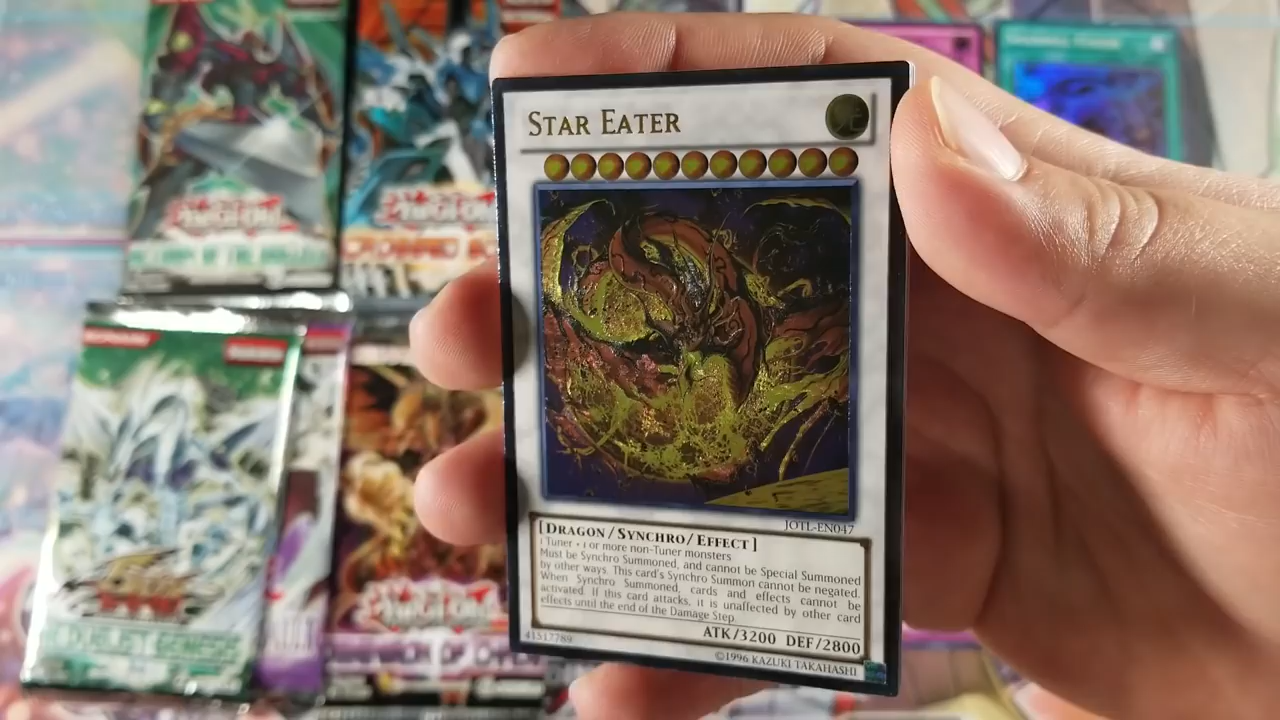 STAR EATER
JOTL-EN047
[DRAGON/SYNCHRO/EFFECT]
1 Tuner + 1 or more non-Tuner monsters
Must be Synchro Summoned, and cannot be Special Summoned
by other ways. This card's Synchro Summon cannot be negated.
When Synchro Summoned, cards and effects cannot be
activated. If this card attacks, it is unaffected by other card
effects until the end of the Damage Step.
ATK/3200 DEF/2800
41517789
©1996 KAZUKI TAKAHASHI